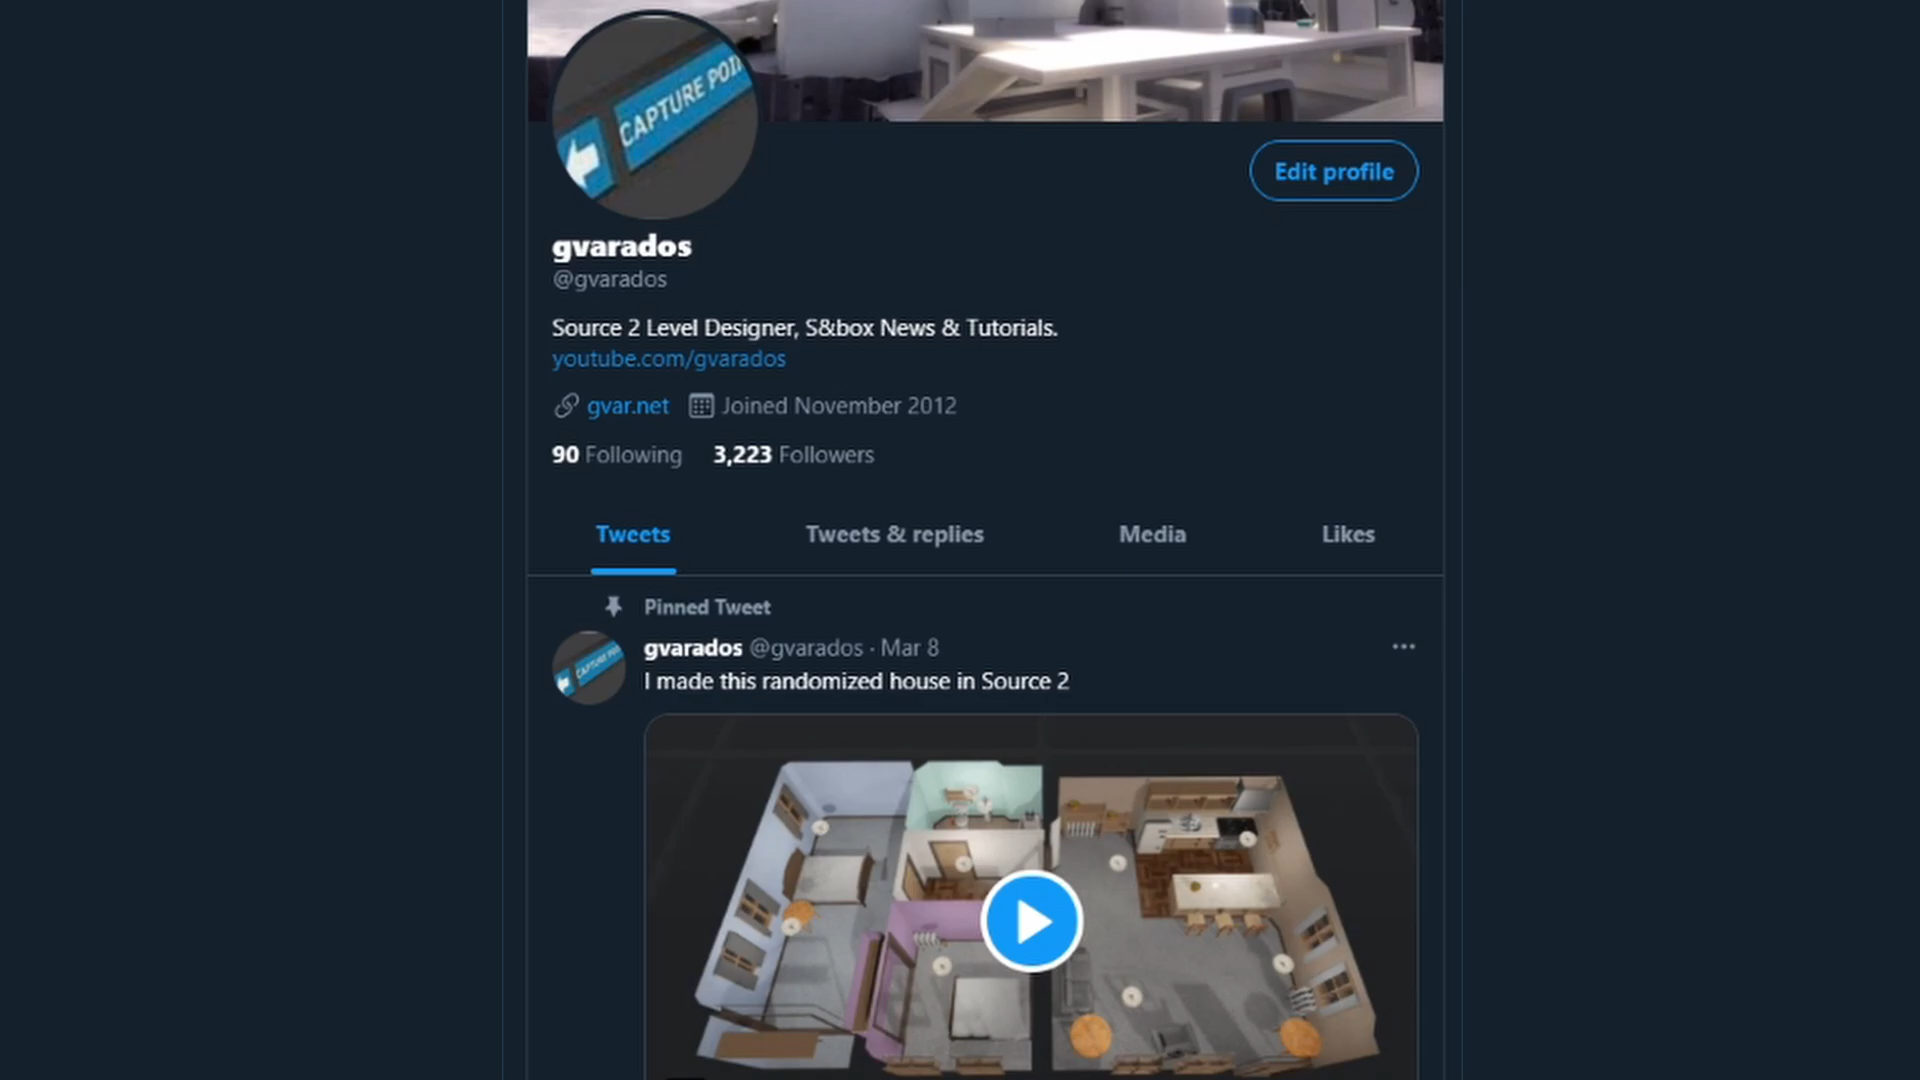 CAPTURE POI
Edit profile
gvarados
@gvarados
Source 2 Level Designer, S&box News & Tutorials.
youtube.com/gvarados
gvar.net Joined November 2012
90 Following 3,223 Followers
Tweets Tweets & replies Media Likes
Pinned Tweet
gvarados @gvarados · Mar 8
CAPTURE POI
I made this randomized house in Source 2